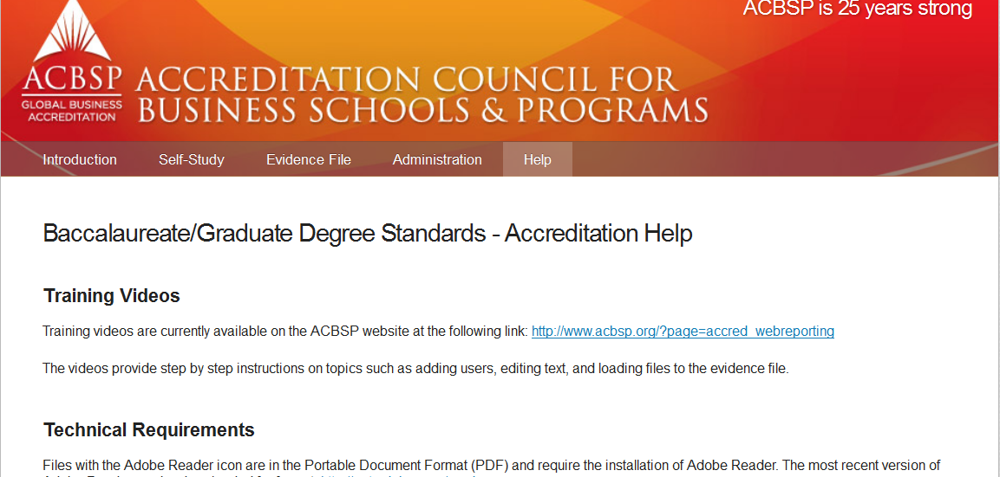 ACBSP is 25 years strong
ACBSP
GLOBAL BUSINESS
ACCREDITATION
ACCREDITATION COUNCIL FOR
BUSINESS SCHOOLS & PROGRAMS
Introduction Self-Study Evidence File Administration Help
Baccalaureate/Graduate Degree Standards - Accreditation Help
Training Videos
Training videos are currently available on the ACBSP website at the following link: http://www.acbsp.org/?page=accred_webreporting
The videos provide step by step instructions on topics such as adding users, editing text, and loading files to the evidence file.
Technical Requirements
Files with the Adobe Reader icon are in the Portable Document Format (PDF) and require the installation of Adobe Reader. The most recent version of